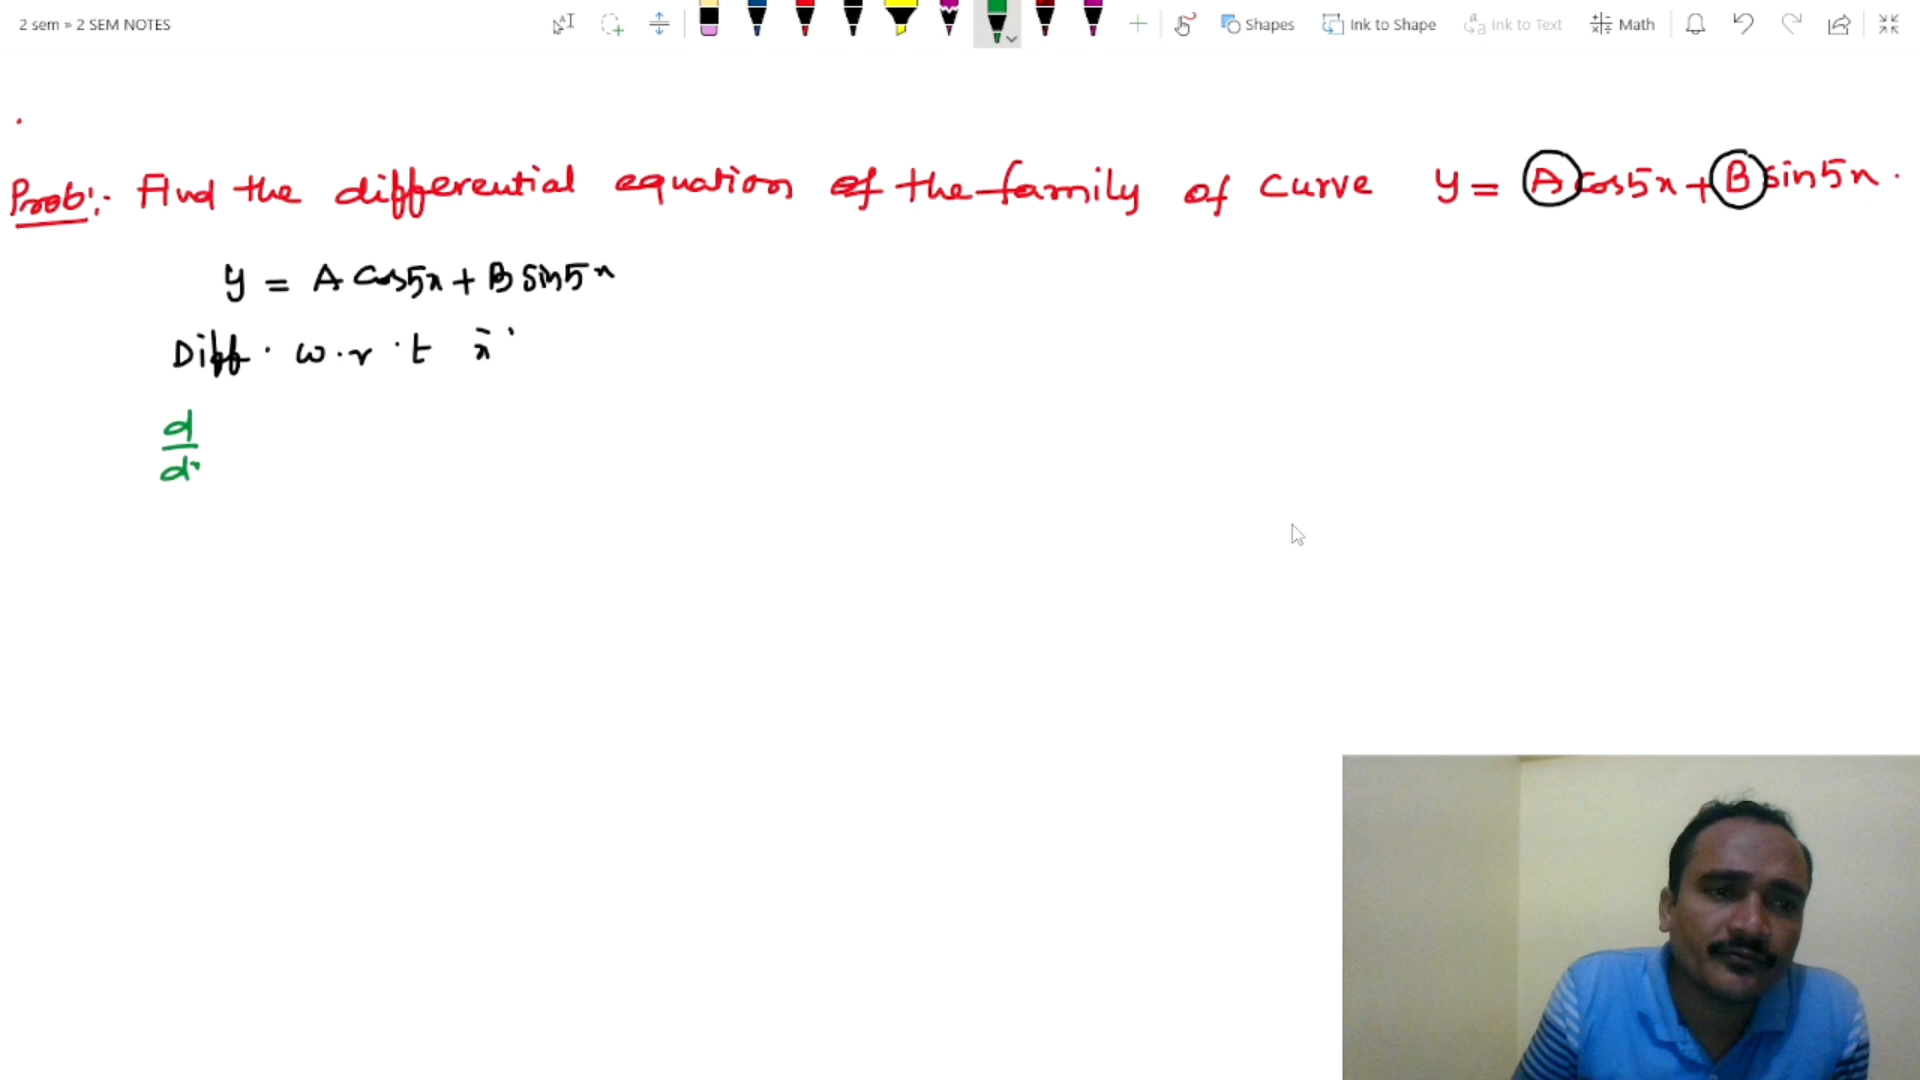 2 sem » 2 SEM NOTES
Shapes Ink to Shape Ink to Text Math
Prob:- Find the differential equation of the family of curve y = A cos5x + B sin5x.
y = A cos5x + B sin5x
Diff. w.r.t 'x'
d
dx